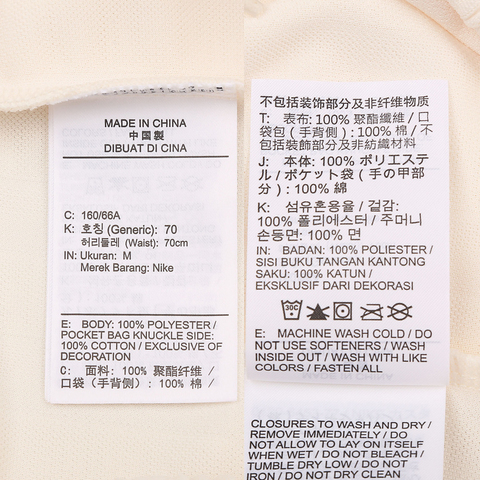 MADE IN CHINA
中国製
DIBUAT DI CINA
C: 160/66A
K: 호칭 (Generic): 70
허리둘레 (Waist): 70cm
IN: Ukuran: M
Merek Barang: Nike
E: BODY: 100% POLYESTER /
POCKET BAG KNUCKLE SIDE:
100% COTTON / EXCLUSIVE OF
DECORATION
C: 面料: 100% 聚酯纤维 /
口袋（手背侧）: 100% 棉 /
不包括装饰部分及非纤维物质
T: 表布: 100% 聚酯纖維 / 口
袋包 (手背側) : 100% 棉 / 不
包括裝飾部分及非紡織材料
J: 本体: 100% ポリエステ
ル / ポケット袋 ( 手の甲部
分 ) : 100% 綿
K: 섬유혼용율 / 겉감:
100% 폴리에스터 / 주머니
손등면: 100% 면
IN: BADAN: 100% POLIESTER /
SISI BUKU TANGAN KANTONG
SAKU: 100% KATUN /
EKSKLUSIF DARI DEKORASI
30C
E: MACHINE WASH COLD / DO
NOT USE SOFTENERS / WASH
INSIDE OUT / WASH WITH LIKE
COLORS / FASTEN ALL
CLOSURES TO WASH AND DRY /
REMOVE IMMEDIATELY / DO
NOT ALLOW TO LAY ON ITSELF
WHEN WET / DO NOT BLEACH /
TUMBLE DRY LOW / DO NOT
IRON / DO NOT DRY CLEAN